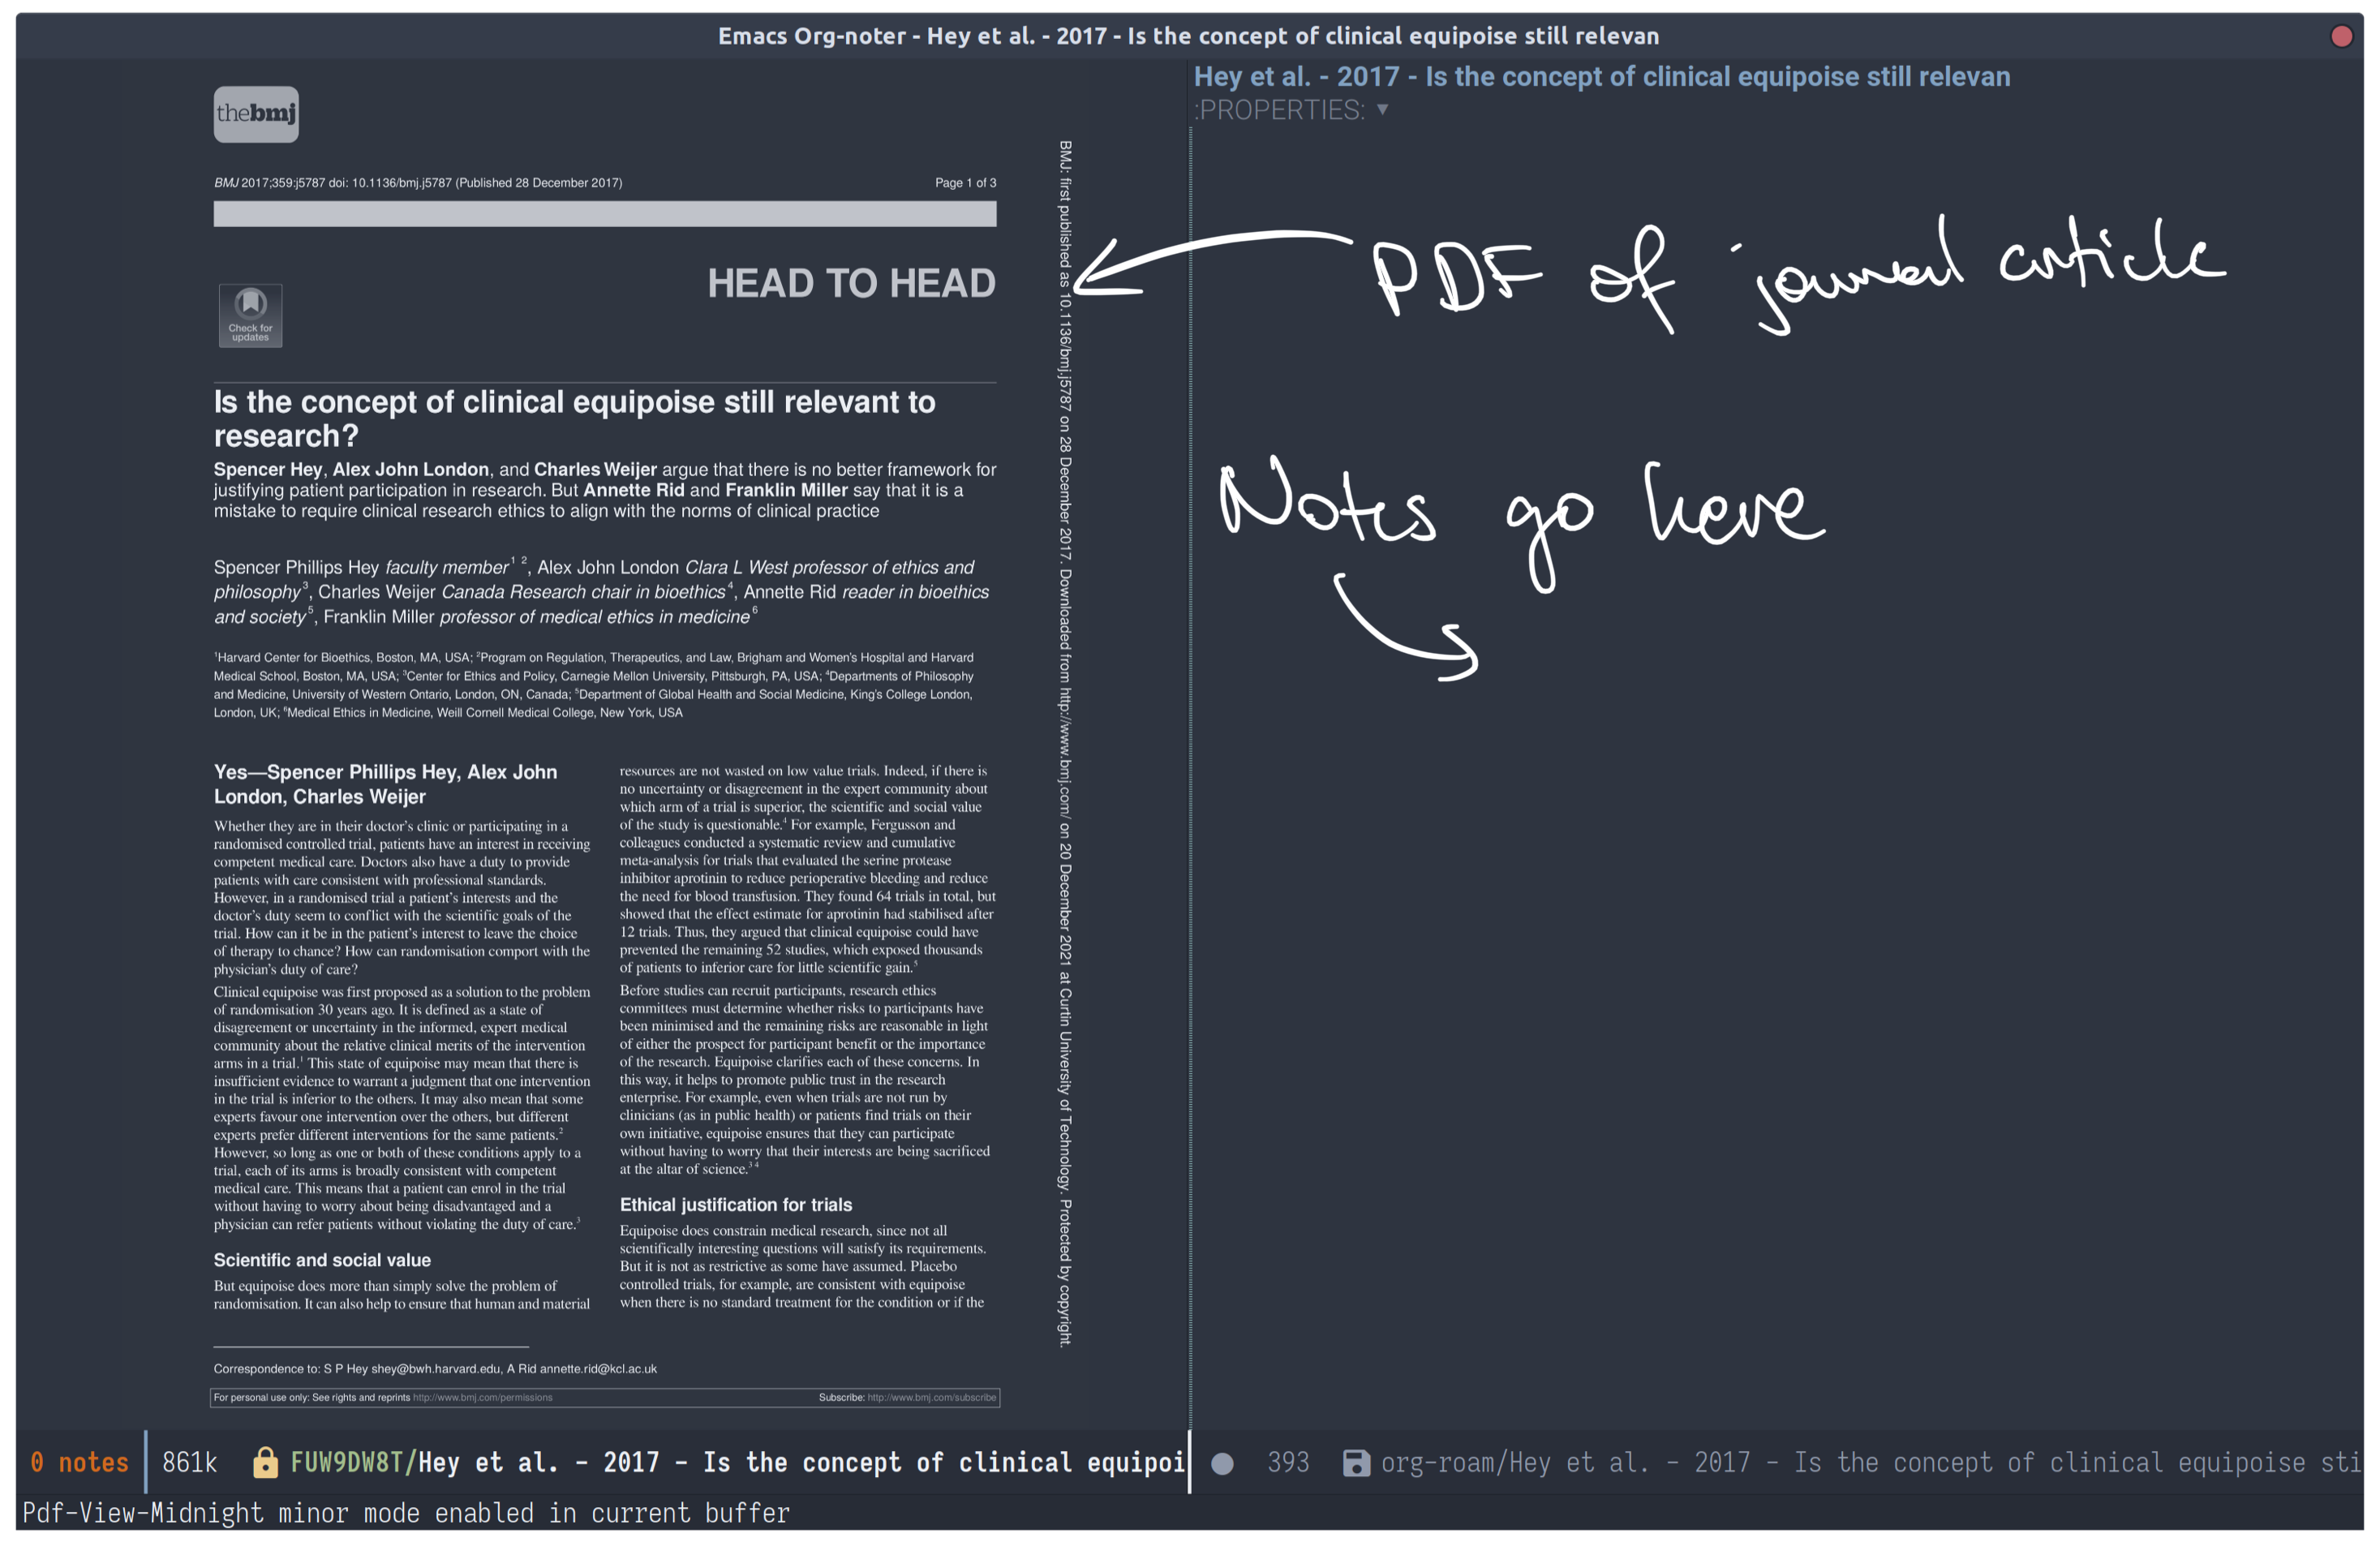 Emacs Org-noter - Hey et al. - 2017 - Is the concept of clinical equipoise still relevan
thebmj
BMJ 2017;359:j5787 doi: 10.1136/bmj.j5787 (Published 28 December 2017)
Page 1 of 3
HEAD TO HEAD
Check for
updates
Is the concept of clinical equipoise still relevant to
research?
Spencer Hey, Alex John London, and Charles Weijer argue that there is no better framework for
justifying patient participation in research. But Annette Rid and Franklin Miller say that it is a
mistake to require clinical research ethics to align with the norms of clinical practice
Spencer Phillips Hey faculty member 1 2, Alex John London Clara L West professor of ethics and
philosophy 3, Charles Weijer Canada Research chair in bioethics 4, Annette Rid reader in bioethics
and society 5, Franklin Miller professor of medical ethics in medicine 6
1Harvard Center for Bioethics, Boston, MA, USA; 2Program on Regulation, Therapeutics, and Law, Brigham and Women's Hospital and Harvard
Medical School, Boston, MA, USA; 3Center for Ethics and Policy, Carnegie Mellon University, Pittsburgh, PA, USA; 4Departments of Philosophy
and Medicine, University of Western Ontario, London, ON, Canada; 5Department of Global Health and Social Medicine, King's College London,
London, UK; 6Medical Ethics in Medicine, Weill Cornell Medical College, New York, USA
Yes—Spencer Phillips Hey, Alex John
London, Charles Weijer
Whether they are in their doctor's clinic or participating in a
randomised controlled trial, patients have an interest in receiving
competent medical care. Doctors also have a duty to provide
patients with care consistent with professional standards.
However, in a randomised trial a patient's interests and the
doctor's duty seem to conflict with the scientific goals of the
trial. How can it be in the patient's interest to leave the choice
of therapy to chance? How can randomisation comport with the
physician's duty of care?
Clinical equipoise was first proposed as a solution to the problem
of randomisation 30 years ago. It is defined as a state of
disagreement or uncertainty in the informed, expert medical
community about the relative clinical merits of the intervention
arms in a trial.1 This state of equipoise may mean that there is
insufficient evidence to warrant a judgment that one intervention
in the trial is inferior to the others. It may also mean that some
experts favour one intervention over the others, but different
experts prefer different interventions for the same patients.2
However, so long as one or both of these conditions apply to a
trial, each of its arms is broadly consistent with competent
medical care. This means that a patient can enrol in the trial
without having to worry about being disadvantaged and a
physician can refer patients without violating the duty of care.3
Scientific and social value
But equipoise does more than simply solve the problem of
randomisation. It can also help to ensure that human and material
resources are not wasted on low value trials. Indeed, if there is
no uncertainty or disagreement in the expert community about
which arm of a trial is superior, the scientific and social value
of the study is questionable.4 For example, Fergusson and
colleagues conducted a systematic review and cumulative
meta-analysis for trials that evaluated the serine protease
inhibitor aprotinin to reduce perioperative bleeding and reduce
the need for blood transfusion. They found 64 trials in total, but
showed that the effect estimate for aprotinin had stabilised after
12 trials. Thus, they argued that clinical equipoise could have
prevented the remaining 52 studies, which exposed thousands
of patients to inferior care for little scientific gain.5
Before studies can recruit participants, research ethics
committees must determine whether risks to participants have
been minimised and the remaining risks are reasonable in light
of either the prospect for participant benefit or the importance
of the research. Equipoise clarifies each of these concerns. In
this way, it helps to promote public trust in the research
enterprise. For example, even when trials are not run by
clinicians (as in public health) or patients find trials on their
own initiative, equipoise ensures that they can participate
without having to worry that their interests are being sacrificed
at the altar of science.3 4
Ethical justification for trials
Equipoise does constrain medical research, since not all
scientifically interesting questions will satisfy its requirements.
But it is not as restrictive as some have assumed. Placebo
controlled trials, for example, are consistent with equipoise
when there is no standard treatment for the condition or if the
Correspondence to: S P Hey shey@bwh.harvard.edu, A Rid annette.rid@kcl.ac.uk
For personal use only: See rights and reprints http://www.bmj.com/permissions
Subscribe: http://www.bmj.com/subscribe
BMJ: first published as 10.1136/bmj.j5787 on 28 December 2017. Downloaded from http://www.bmj.com/ on 20 December 2021 at Curtin University of Technology. Protected by copyright.
Hey et al. - 2017 - Is the concept of clinical equipoise still relevan
:PROPERTIES: ▼
PDF of journal article
Notes go here
0 notes
861k
FUW9DW8T/Hey et al. - 2017 - Is the concept of clinical equipoi
393
org-roam/Hey et al. - 2017 - Is the concept of clinical equipoise sti
Pdf-View-Midnight minor mode enabled in current buffer